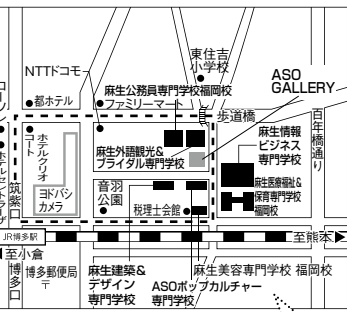 東住吉
小学校
NTTドコモ
麻生公務員専門学校福岡校
ASO
GALLERY
都ホテル
ファミリーマート
歩道橋
百年橋通り
ホテルクリオ
コート
麻生外語観光&
ブライダル専門学校
麻生情報
ビジネス
専門学校
筑紫口
ヨドバシ
カメラ
音羽
公園
税理士会館
麻生医療福祉&
保育専門学校
福岡校
JR博多駅
至熊本
至小倉
博多口
博多郵便局
〒
麻生建築&
デザイン
専門学校
麻生美容専門学校 福岡校
ASOポップカルチャー
専門学校